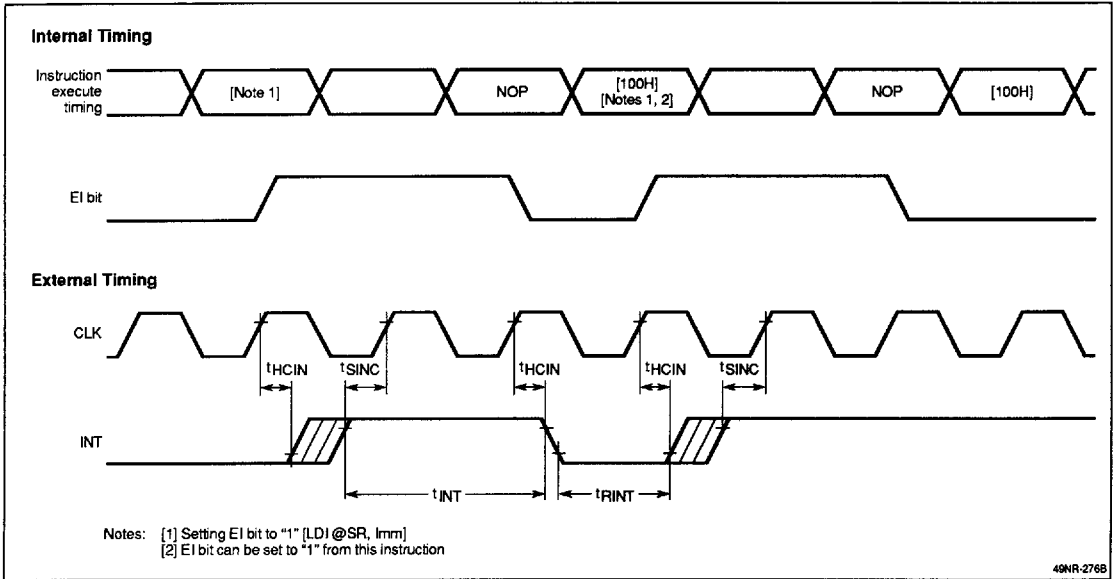 Internal Timing
Instruction
execute
timing
[Note 1]
NOP
[100H]
[Notes 1, 2]
NOP
[100H]
EI bit
External Timing
CLK
tHCIN
tSINC
tHCIN
tHCIN
tSINC
INT
tINT
tRINT
Notes: [1] Setting EI bit to "1" [LDI @SR, Imm]
[2] EI bit can be set to "1" from this instruction
49NR-276B